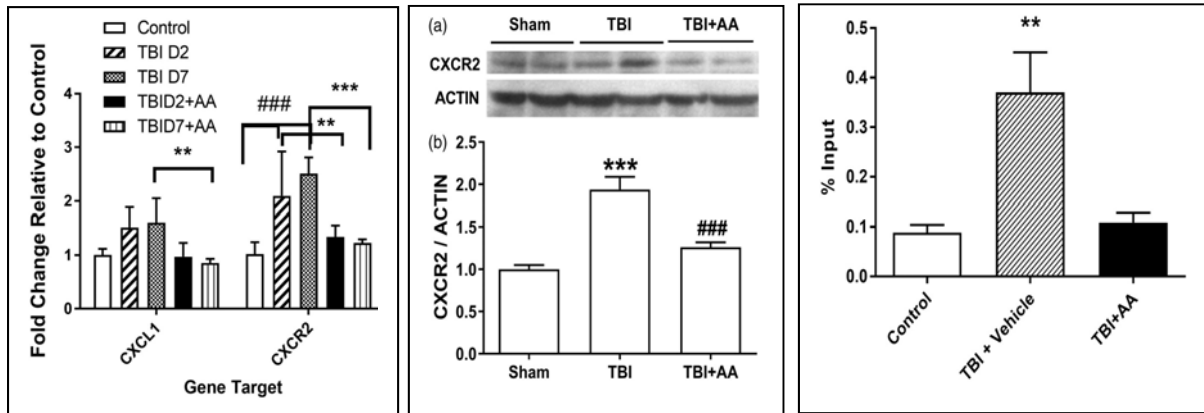 Control
TBI D2
TBI D7
TBID2+AA
TBID7+AA
Fold Change Relative to Control
4
3
2
1
0
**
###
**
***
CXCL1
CXCR2
Gene Target
(a)
Sham
TBI
TBI+AA
CXCR2
ACTIN
(b)
CXCR2 / ACTIN
2.5
2.0
1.5
1.0
0.5
0.0
***
###
Sham
TBI
TBI+AA
% Input
0.5
0.4
0.3
0.2
0.1
0.0
**
Control
TBI + Vehicle
TBI+AA